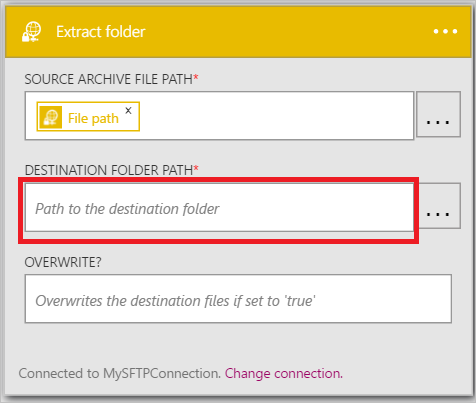 Extract folder
...
SOURCE ARCHIVE FILE PATH*
File path x
...
DESTINATION FOLDER PATH*
Path to the destination folder
...
OVERWRITE?
Overwrites the destination files if set to 'true'
Connected to MySFTPConnection. Change connection.